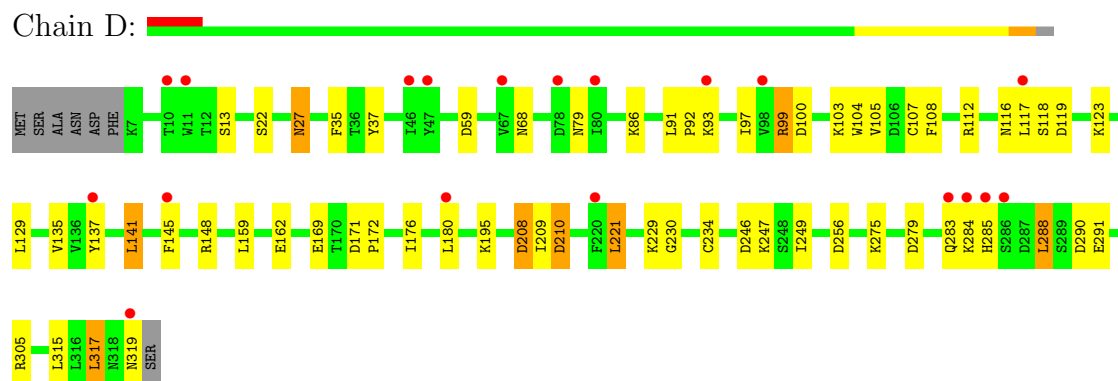 Chain D:
MET SER ALA ASN ASP PHE K7 T10 W11 T12 S13 S22 N27 F35 T36 Y37 I46 Y47 D59 V67 N68 D78 N79 I80 K86 L91 P92 K93 I97 V98 R99 D100 K103 W104 V105 D106 C107 F108 R112 N116 L117 S118 D119 K123
L129 V135 V136 Y137 L141 F145 R148 L159 E162 E169 T170 D171 P172 I176 L180 K195 D208 I209 D210 F220 L221 K229 G230 C234 D246 K247 S248 I249 D256 K275 D279 Q283 K284 H285 S286 D287 L288 S289 D290 E291
R305 L315 L316 L317 N318 N319 SER